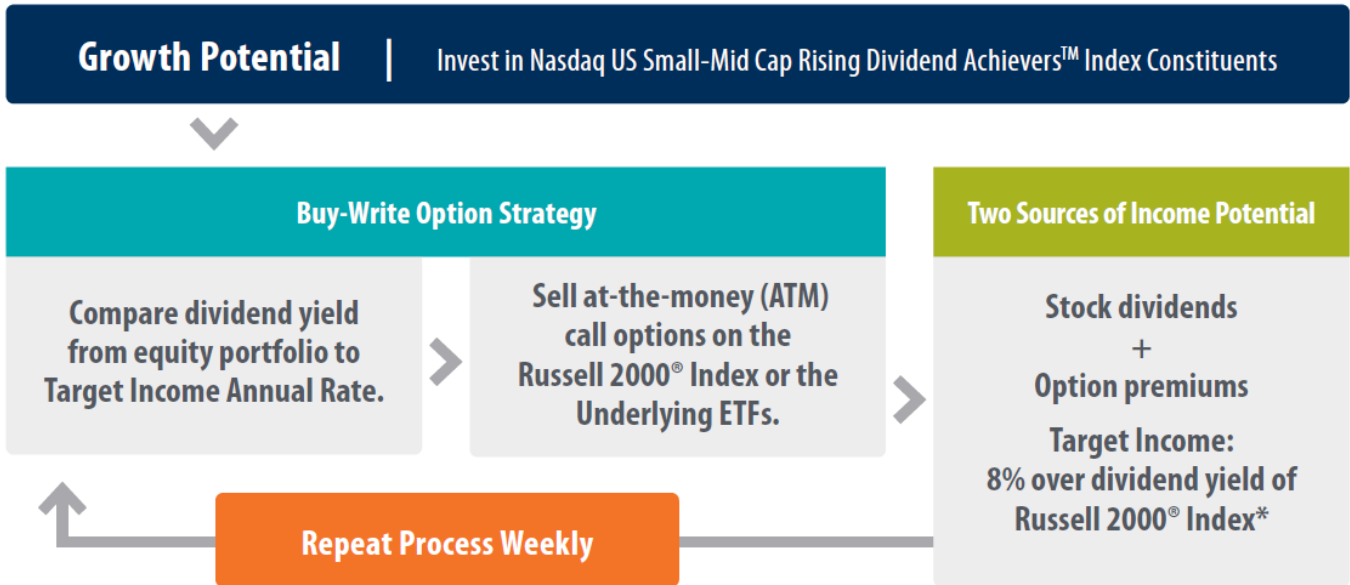 Growth Potential | Invest in Nasdaq US Small-Mid Cap Rising Dividend Achievers™ Index Constituents
Buy-Write Option Strategy
Compare dividend yield
from equity portfolio to
Target Income Annual Rate.
Sell at-the-money (ATM)
call options on the
Russell 2000® Index or the
Underlying ETFs.
Two Sources of Income Potential
Stock dividends
+
Option premiums
Target Income:
8% over dividend yield of
Russell 2000® Index*
Repeat Process Weekly